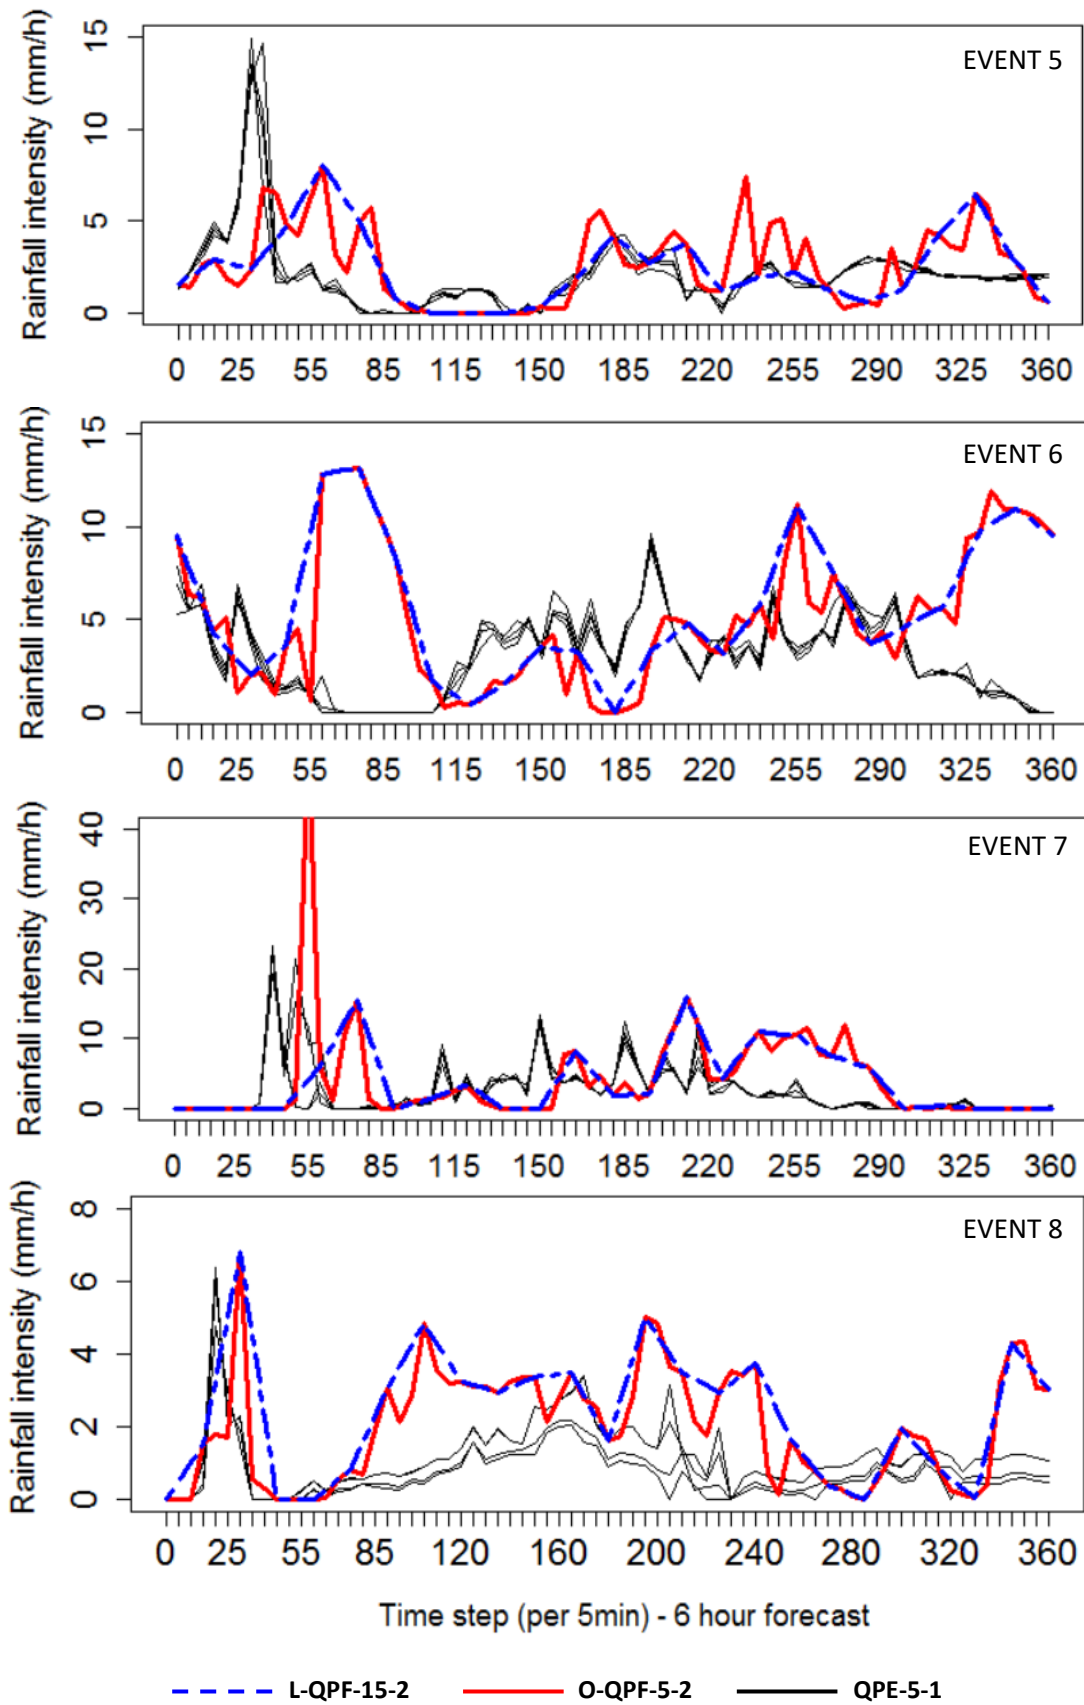 EVENT 5
Rainfall intensity (mm/h)
15
10
5
0
0 25 55 85 115 150 185 220 255 290 325 360
EVENT 6
Rainfall intensity (mm/h)
15
10
5
0
0 25 55 85 115 150 185 220 255 290 325 360
EVENT 7
Rainfall intensity (mm/h)
40
30
20
10
0
0 25 55 85 115 150 185 220 255 290 325 360
EVENT 8
Rainfall intensity (mm/h)
8
6
4
2
0
0 25 55 85 120 160 200 240 280 320 360
Time step (per 5min) - 6 hour forecast
L-QPF-15-2 O-QPF-5-2 QPE-5-1